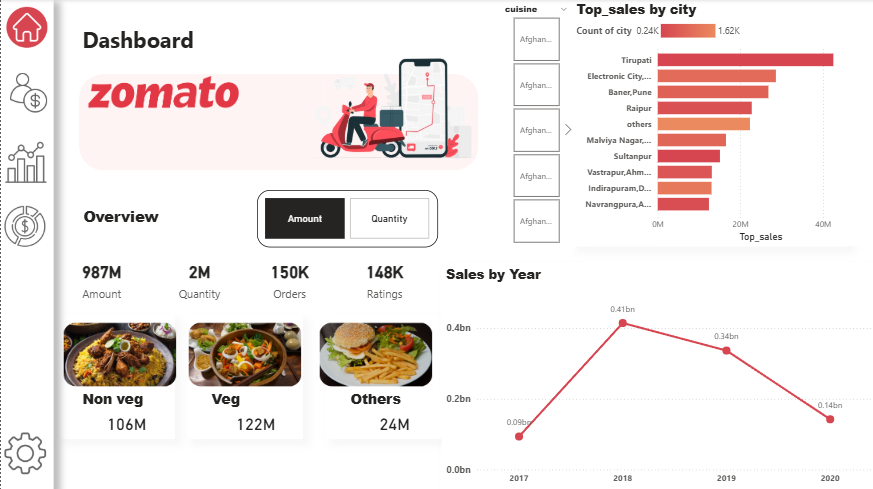 Dashboard
zomato
Overview
Amount
Quantity
987M
Amount
2M
Quantity
150K
Orders
148K
Ratings
Non veg
106M
Veg
122M
Others
24M
cuisine
Afghan...
Afghan...
Afghan...
Afghan...
Afghan...
Top_sales by city
Count of city 0.24K 1.62K
Tirupati
Electronic City,...
Baner,Pune
Raipur
others
Malviya Nagar,...
Sultanpur
Vastrapur,Ahm...
Indirapuram,D...
Navrangpura,A...
0M 20M 40M
Top_sales
Sales by Year
0.4bn
0.2bn
0.0bn
0.09bn
0.41bn
0.34bn
0.14bn
2017 2018 2019 2020